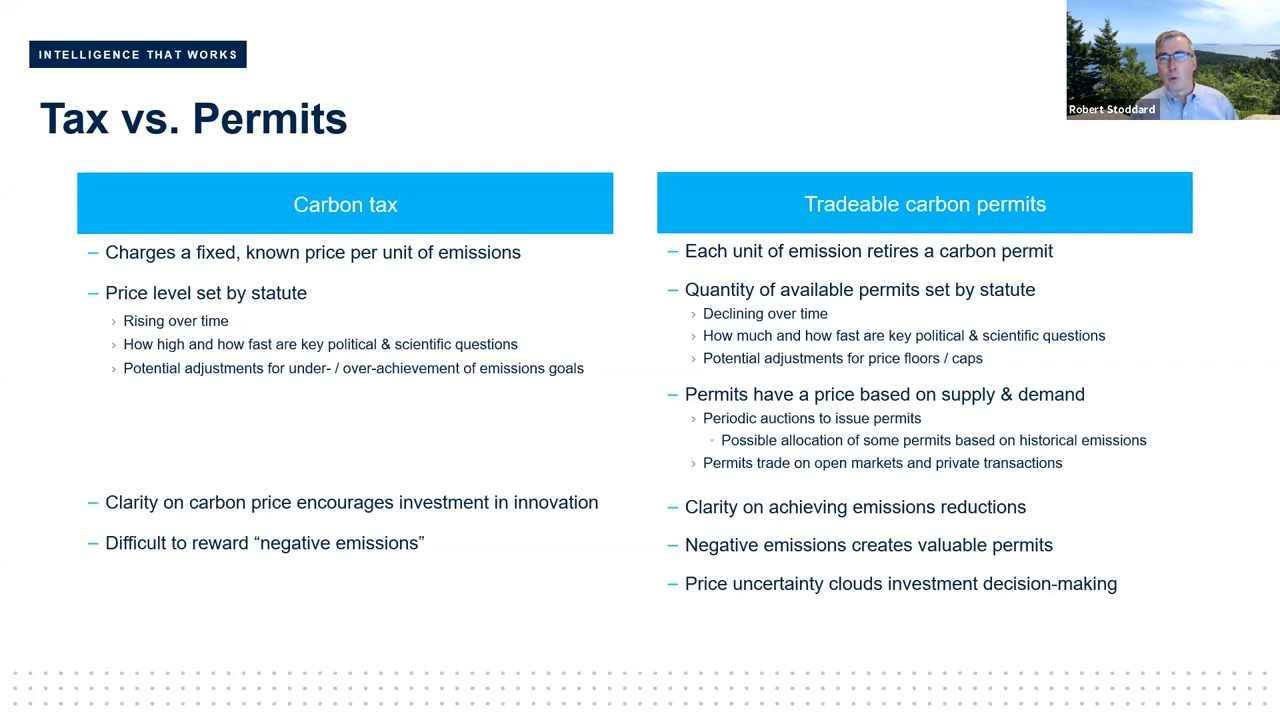 INTELLIGENCE THAT WORKS
Robert Stoddard
Tax vs. Permits
Carbon tax
– Charges a fixed, known price per unit of emissions
– Price level set by statute
› Rising over time
› How high and how fast are key political & scientific questions
› Potential adjustments for under- / over-achievement of emissions goals
– Clarity on carbon price encourages investment in innovation
– Difficult to reward “negative emissions”
Tradeable carbon permits
– Each unit of emission retires a carbon permit
– Quantity of available permits set by statute
› Declining over time
› How much and how fast are key political & scientific questions
› Potential adjustments for price floors / caps
– Permits have a price based on supply & demand
› Periodic auctions to issue permits
• Possible allocation of some permits based on historical emissions
› Permits trade on open markets and private transactions
– Clarity on achieving emissions reductions
– Negative emissions creates valuable permits
– Price uncertainty clouds investment decision-making